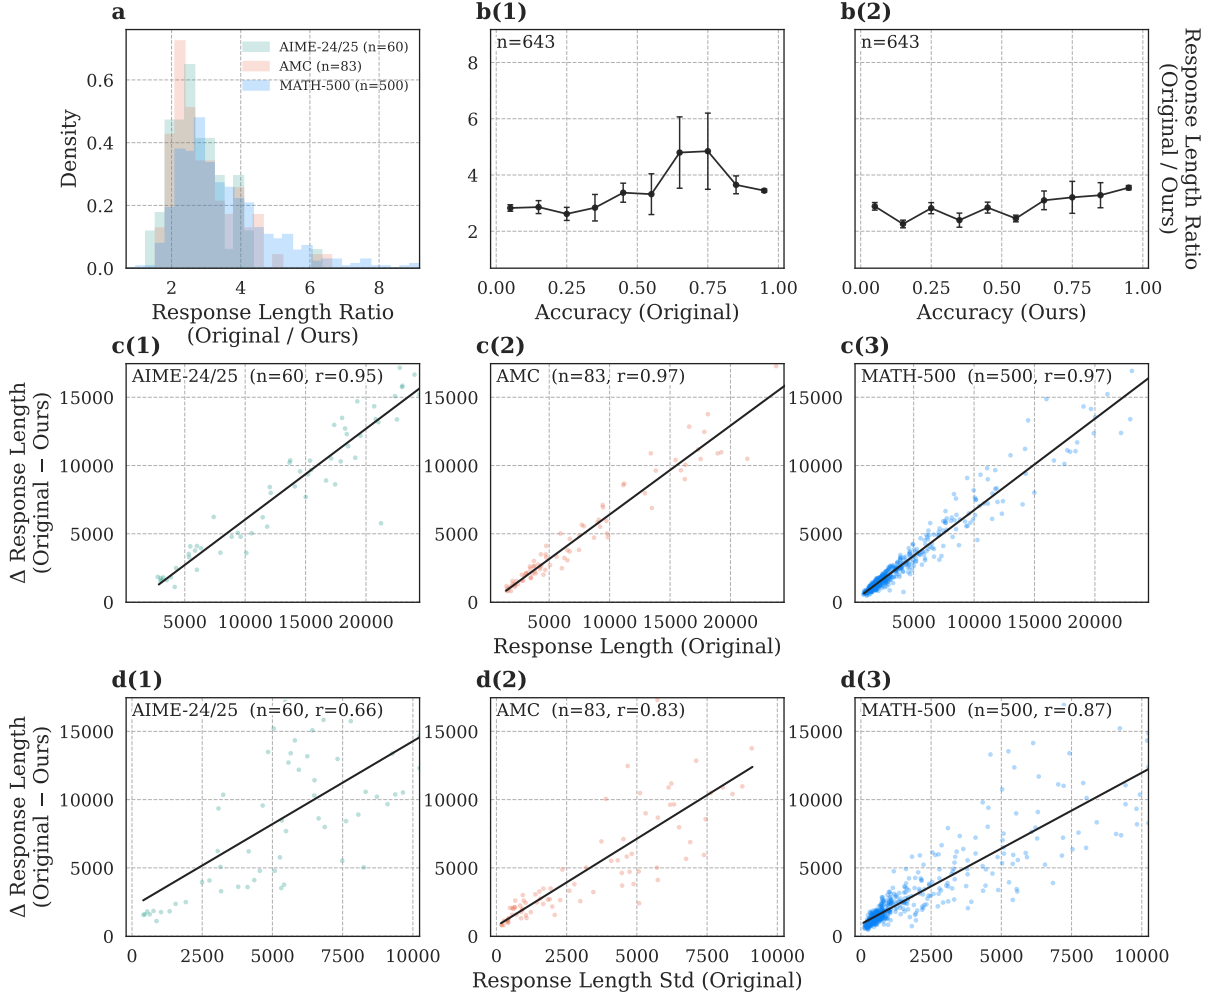 a
Density
0.6
0.4
0.2
0.0
AIME-24/25 (n=60)
AMC (n=83)
MATH-500 (n=500)
2 4 6 8
Response Length Ratio
(Original / Ours)
b(1)
n=643
8
6
4
2
0.00 0.25 0.50 0.75 1.00
Accuracy (Original)
b(2)
n=643
0.00 0.25 0.50 0.75 1.00
Accuracy (Ours)
Response Length Ratio
(Original / Ours)
c(1)
AIME-24/25 (n=60, r=0.95)
Δ Response Length
(Original − Ours)
15000
10000
5000
0
5000 10000 15000 20000
c(2)
AMC (n=83, r=0.97)
15000
10000
5000
0
5000 10000 15000 20000
Response Length (Original)
c(3)
MATH-500 (n=500, r=0.97)
15000
10000
5000
0
5000 10000 15000 20000
d(1)
AIME-24/25 (n=60, r=0.66)
Δ Response Length
(Original − Ours)
15000
10000
5000
0
0 2500 5000 7500 10000
d(2)
AMC (n=83, r=0.83)
15000
10000
5000
0
0 2500 5000 7500 10000
Response Length Std (Original)
d(3)
MATH-500 (n=500, r=0.87)
15000
10000
5000
0
0 2500 5000 7500 10000